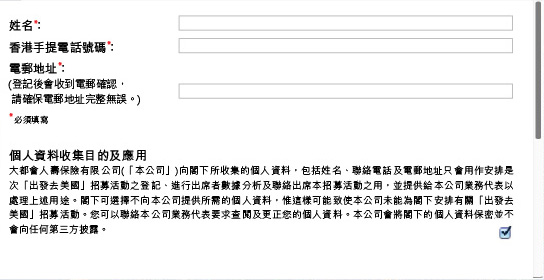 姓名*:
香港手提電話號碼*:
電郵地址*:
(登記後會收到電郵確認，
請確保電郵地址完整無誤。)
*必須填寫
個人資料收集目的及應用
大都會人壽保險有限公司(「本公司」)向閣下所收集的個人資料，包括姓名、聯絡電話及電郵地址只會用作安排是
次「出發去美國」招募活動之登記、進行出席者數據分析及聯絡出席本招募活動之用，並提供給本公司業務代表以
處理上述用途。閣下可選擇不向本公司提供所需的個人資料，惟這樣可能致使本公司未能為閣下安排有關「出發去
美國」招募活動。您可以聯絡本公司業務代表要求查閱及更正您的個人資料。本公司會將閣下的個人資料保密並不
會向任何第三方披露。